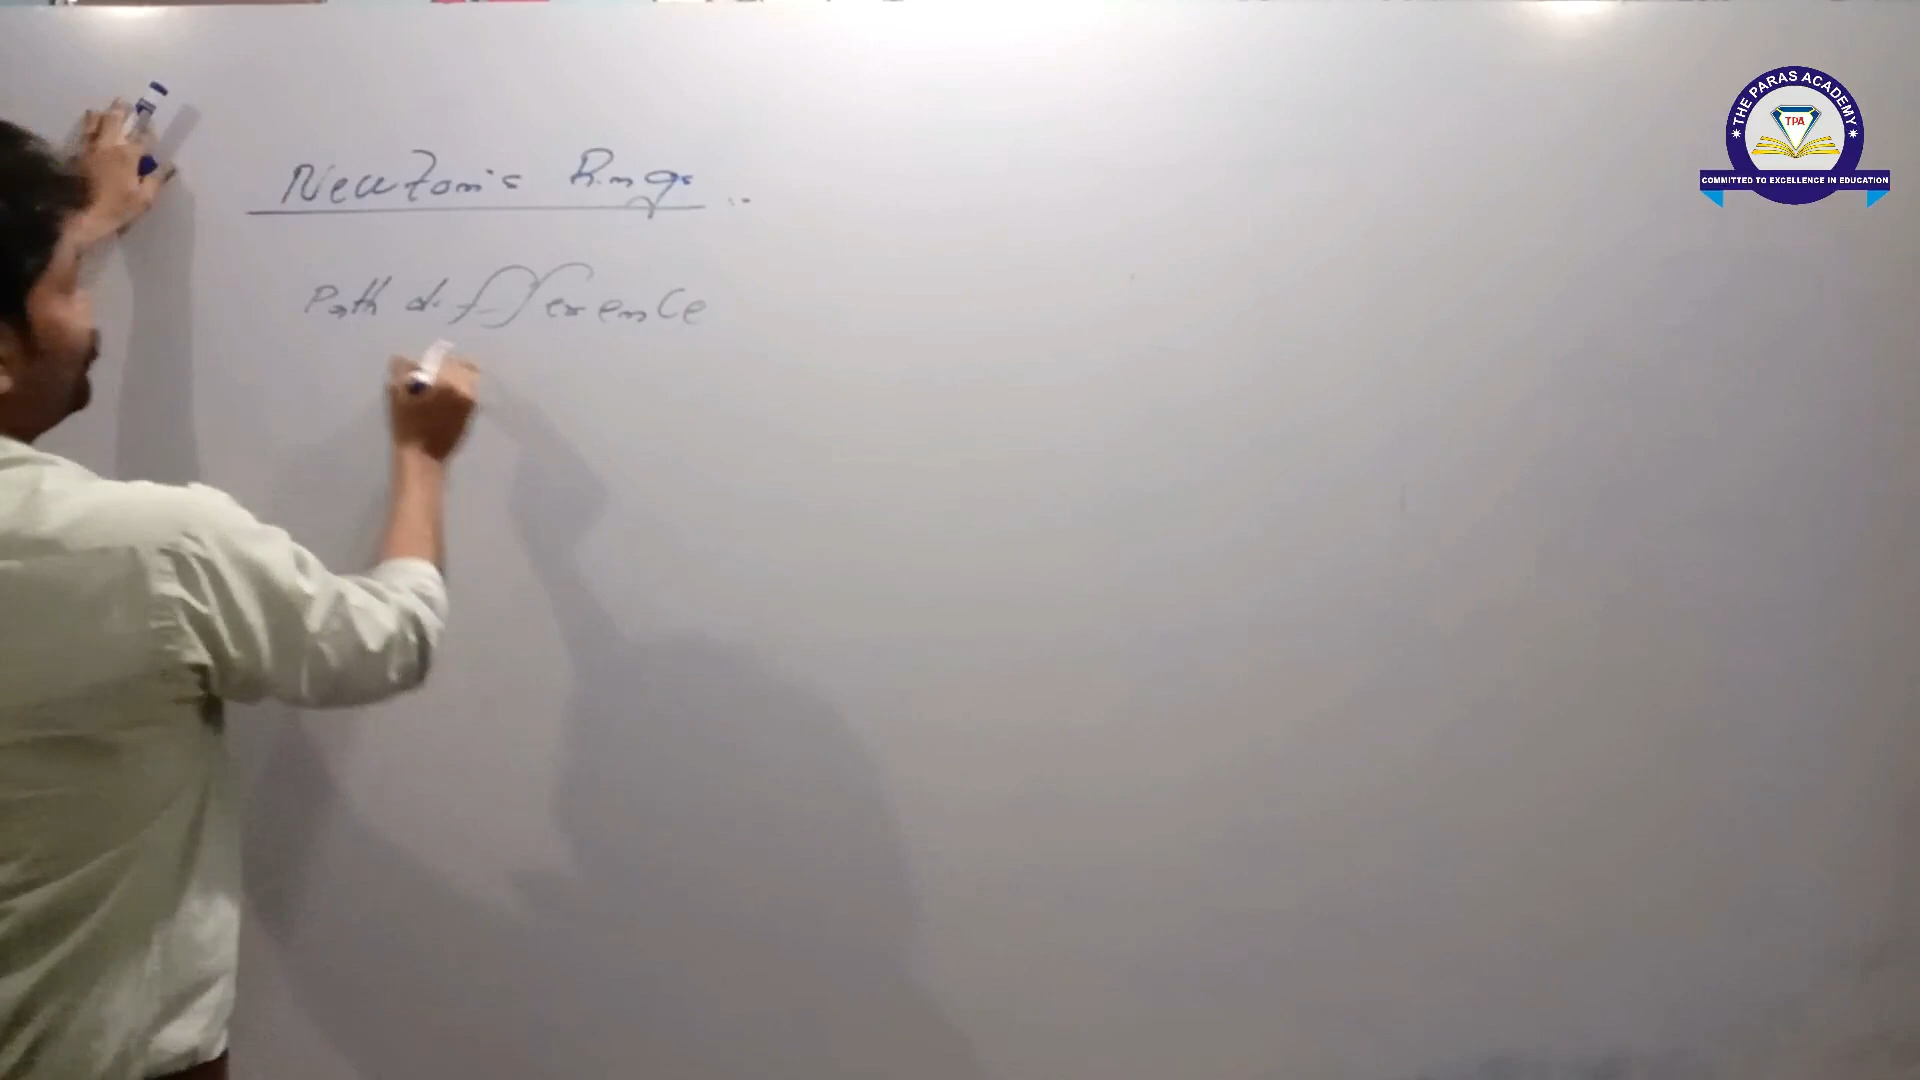 Newton's Rings
Path difference
THE PARAS ACADEMY
TPA
COMMITTED TO EXCELLENCE IN EDUCATION